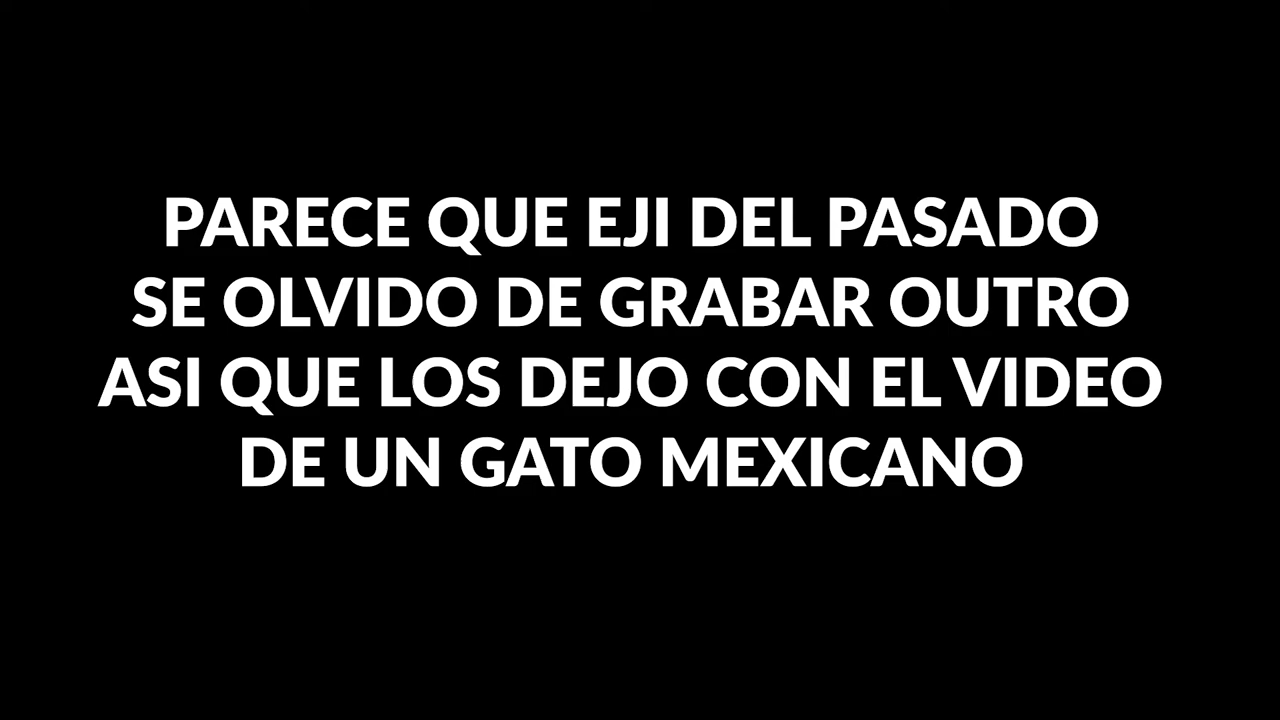 PARECE QUE EJI DEL PASADO
SE OLVIDO DE GRABAR OUTRO
ASI QUE LOS DEJO CON EL VIDEO
DE UN GATO MEXICANO